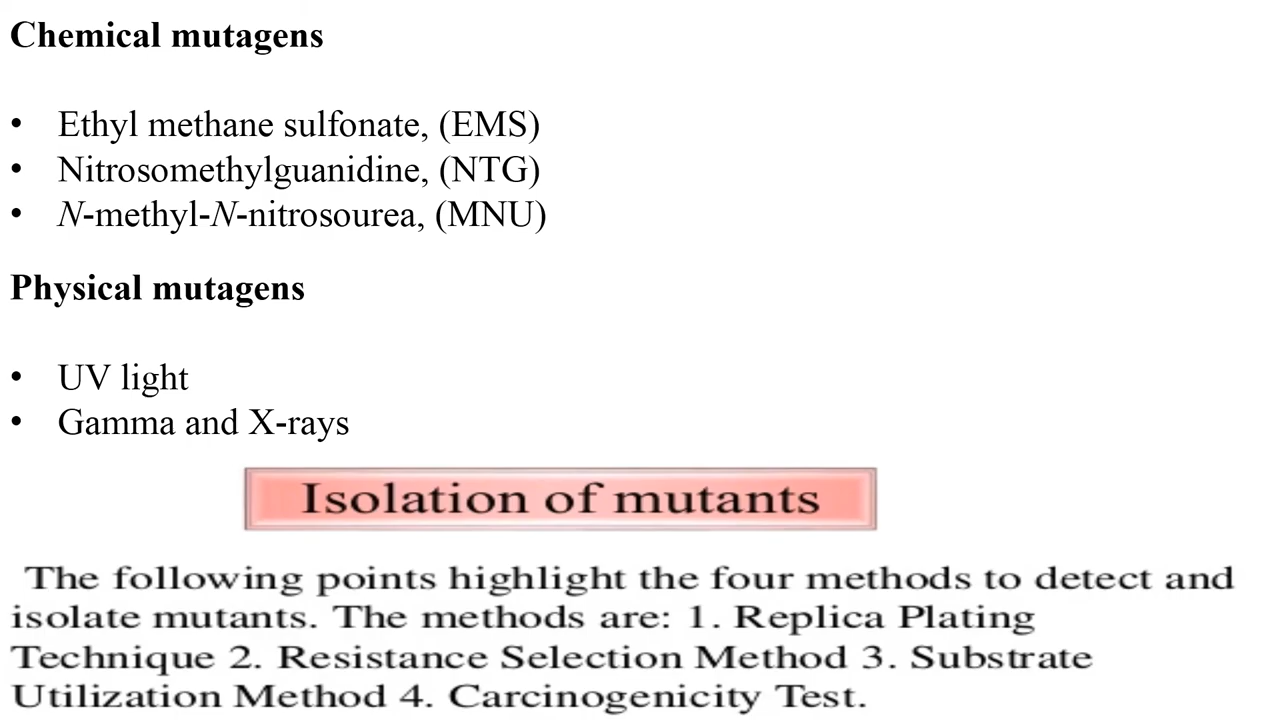 Chemical mutagens
• Ethyl methane sulfonate, (EMS)
• Nitrosomethylguanidine, (NTG)
• N-methyl-N-nitrosourea, (MNU)
Physical mutagens
• UV light
• Gamma and X-rays
Isolation of mutants
The following points highlight the four methods to detect and
isolate mutants. The methods are: 1. Replica Plating
Technique 2. Resistance Selection Method 3. Substrate
Utilization Method 4. Carcinogenicity Test.